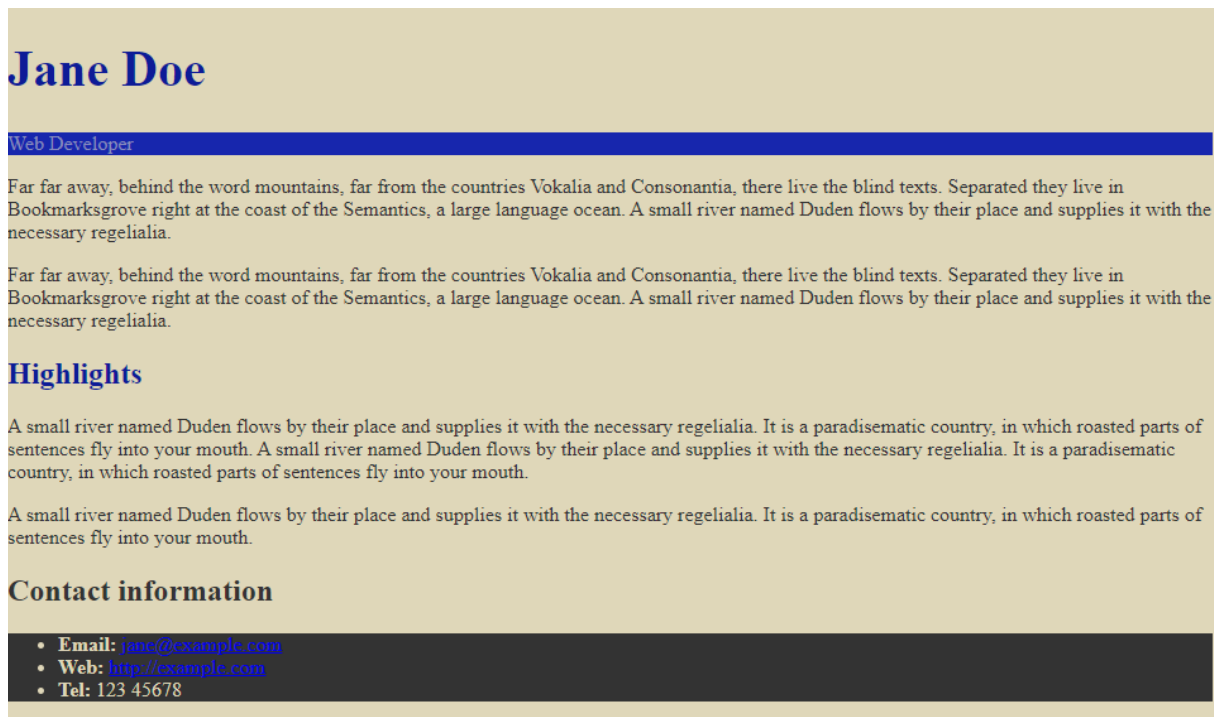 Jane Doe
Web Developer
Far far away, behind the word mountains, far from the countries Vokalia and Consonantia, there live the blind texts. Separated they live in
Bookmarksgrove right at the coast of the Semantics, a large language ocean. A small river named Duden flows by their place and supplies it with the
necessary regelialia.
Far far away, behind the word mountains, far from the countries Vokalia and Consonantia, there live the blind texts. Separated they live in
Bookmarksgrove right at the coast of the Semantics, a large language ocean. A small river named Duden flows by their place and supplies it with the
necessary regelialia.
Highlights
A small river named Duden flows by their place and supplies it with the necessary regelialia. It is a paradisematic country, in which roasted parts of
sentences fly into your mouth. A small river named Duden flows by their place and supplies it with the necessary regelialia. It is a paradisematic
country, in which roasted parts of sentences fly into your mouth.
A small river named Duden flows by their place and supplies it with the necessary regelialia. It is a paradisematic country, in which roasted parts of
sentences fly into your mouth.
Contact information
• Email: jane@example.com
• Web: http://example.com
• Tel: 123 45678